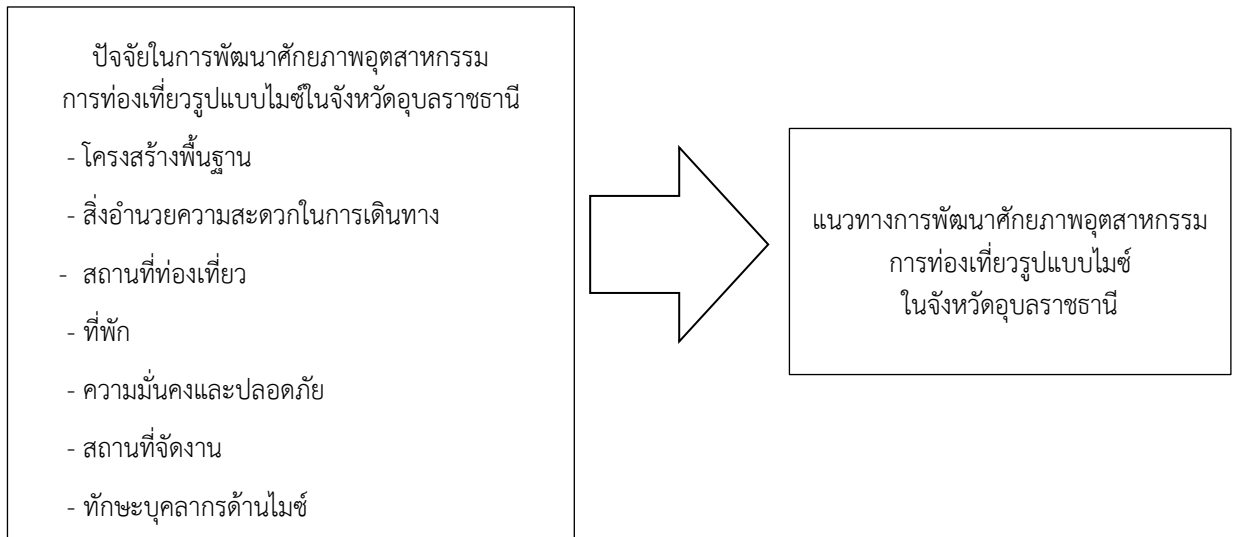 ปัจจัยในการพัฒนาศักยภาพอุตสาหกรรม
การท่องเที่ยวรูปแบบไมซ์ในจังหวัดอุบลราชธานี
- โครงสร้างพื้นฐาน
- สิ่งอำนวยความสะดวกในการเดินทาง
- สถานที่ท่องเที่ยว
- ที่พัก
- ความมั่นคงและปลอดภัย
- สถานที่จัดงาน
- ทักษะบุคลากรด้านไมซ์
แนวทางการพัฒนาศักยภาพอุตสาหกรรม
การท่องเที่ยวรูปแบบไมซ์
ในจังหวัดอุบลราชธานี